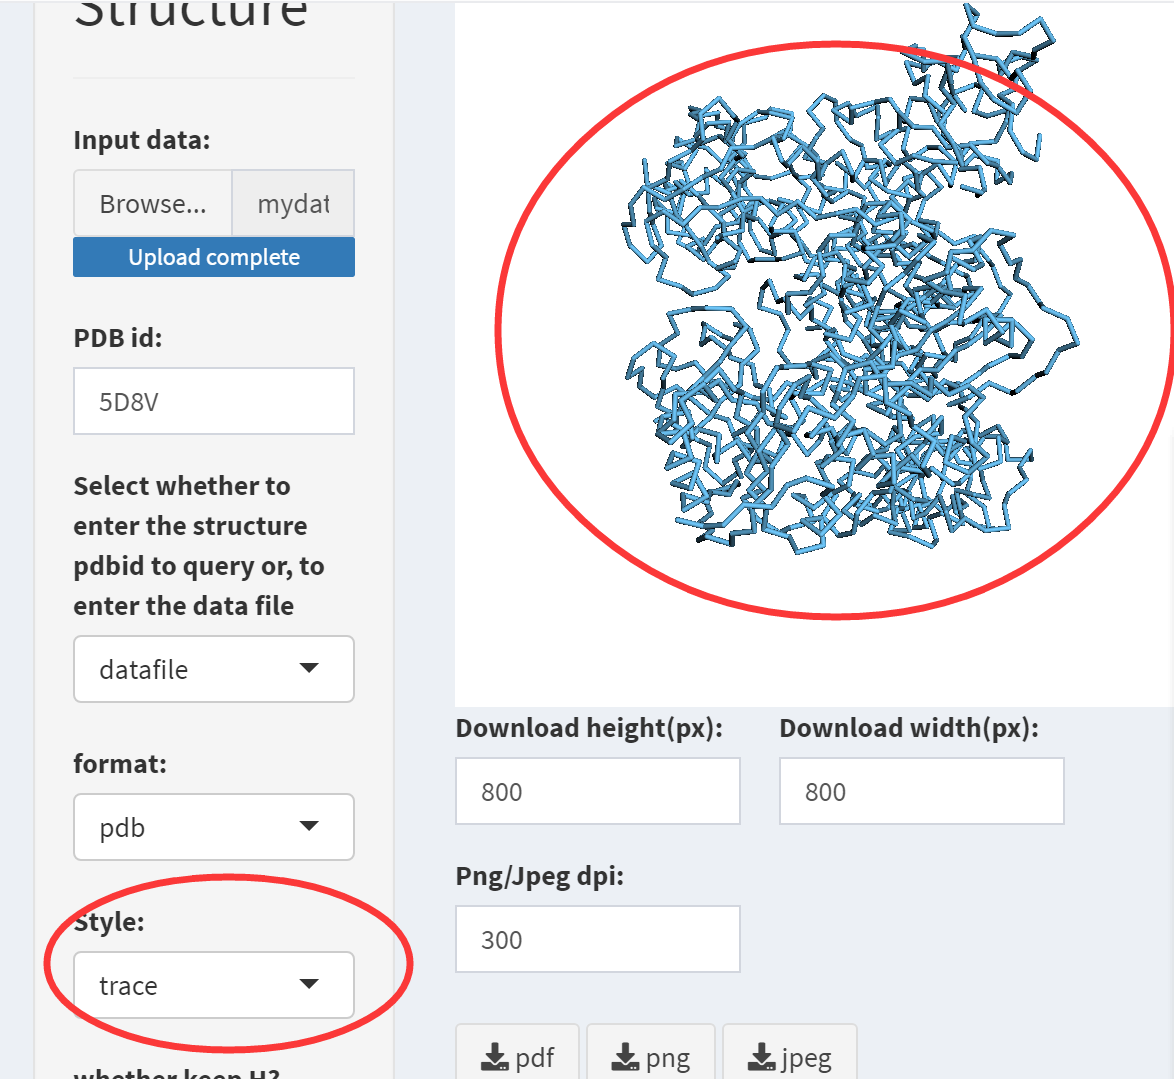 Structure
Input data:
Browse... mydat
Upload complete
PDB id:
5D8V
Select whether to
enter the structure
pdbid to query or, to
enter the data file
datafile
format:
pdb
Style:
trace
whether keep H?
Download height(px): Download width(px):
800 800
Png/Jpeg dpi:
300
pdf png jpeg